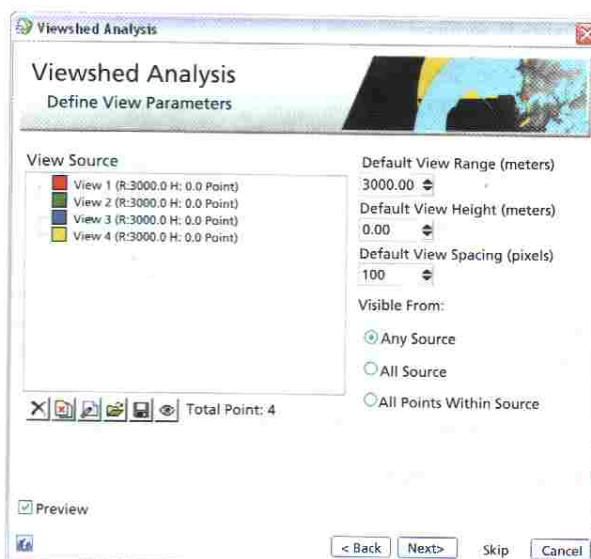 Viewshed Analysis
Viewshed Analysis
Define View Parameters
View Source
View 1 (R:3000.0 H: 0.0 Point)
View 2 (R:3000.0 H: 0.0 Point)
View 3 (R:3000.0 H: 0.0 Point)
View 4 (R:3000.0 H: 0.0 Point)
Total Point: 4
Default View Range (meters)
3000.00
Default View Height (meters)
0.00
Default View Spacing (pixels)
100
Visible From:
Any Source
All Source
All Points Within Source
Preview
< Back Next> Skip Cancel